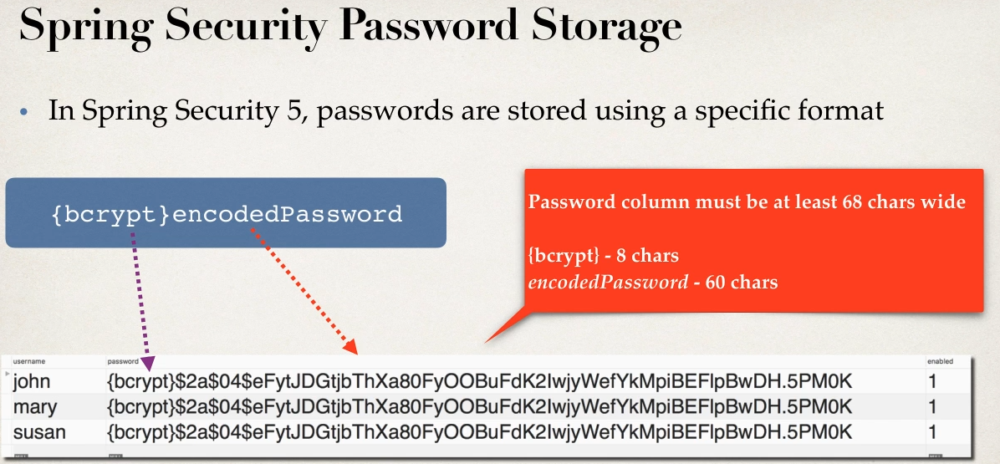 Spring Security Password Storage
• In Spring Security 5, passwords are stored using a specific format
{bcrypt}encodedPassword
Password column must be at least 68 chars wide
{bcrypt} - 8 chars
encodedPassword - 60 chars
username password enabled
john {bcrypt}$2a$04$eFytJDGtjbThXa80FyOOBuFdK2IwjyWefYkMpiBEFlpBwDH.5PM0K 1
mary {bcrypt}$2a$04$eFytJDGtjbThXa80FyOOBuFdK2IwjyWefYkMpiBEFlpBwDH.5PM0K 1
susan {bcrypt}$2a$04$eFytJDGtjbThXa80FyOOBuFdK2IwjyWefYkMpiBEFlpBwDH.5PM0K 1